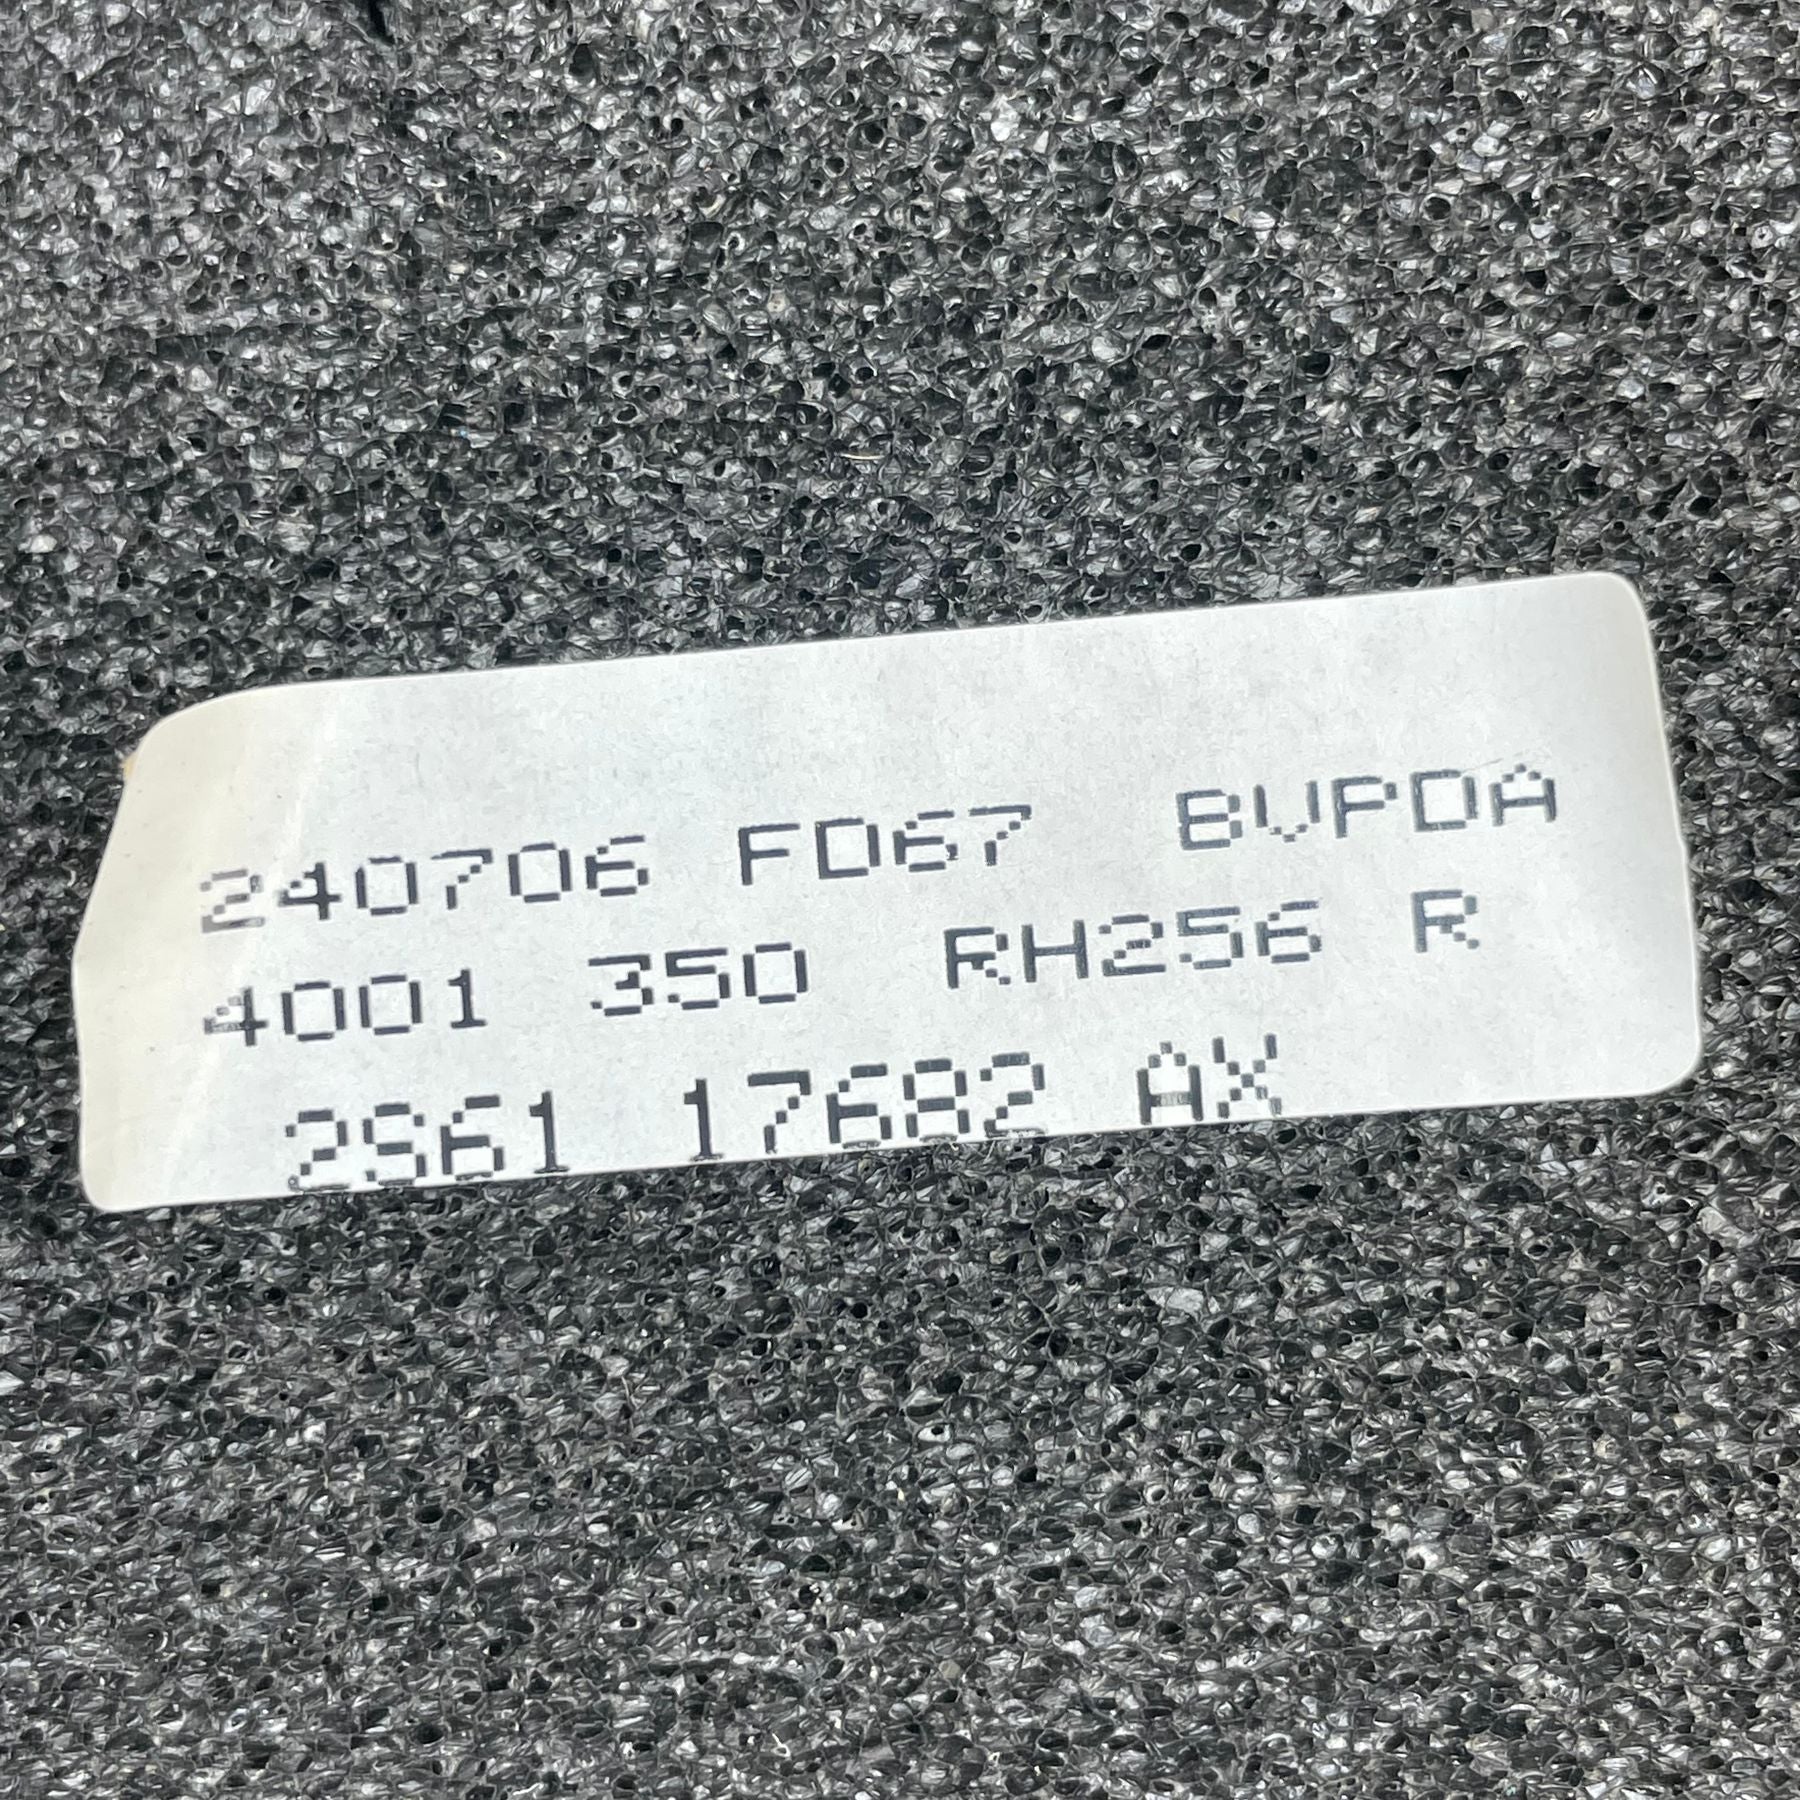 240706 FD67 BVPDA
4001 350 RH256 R
2S61 17682 AX